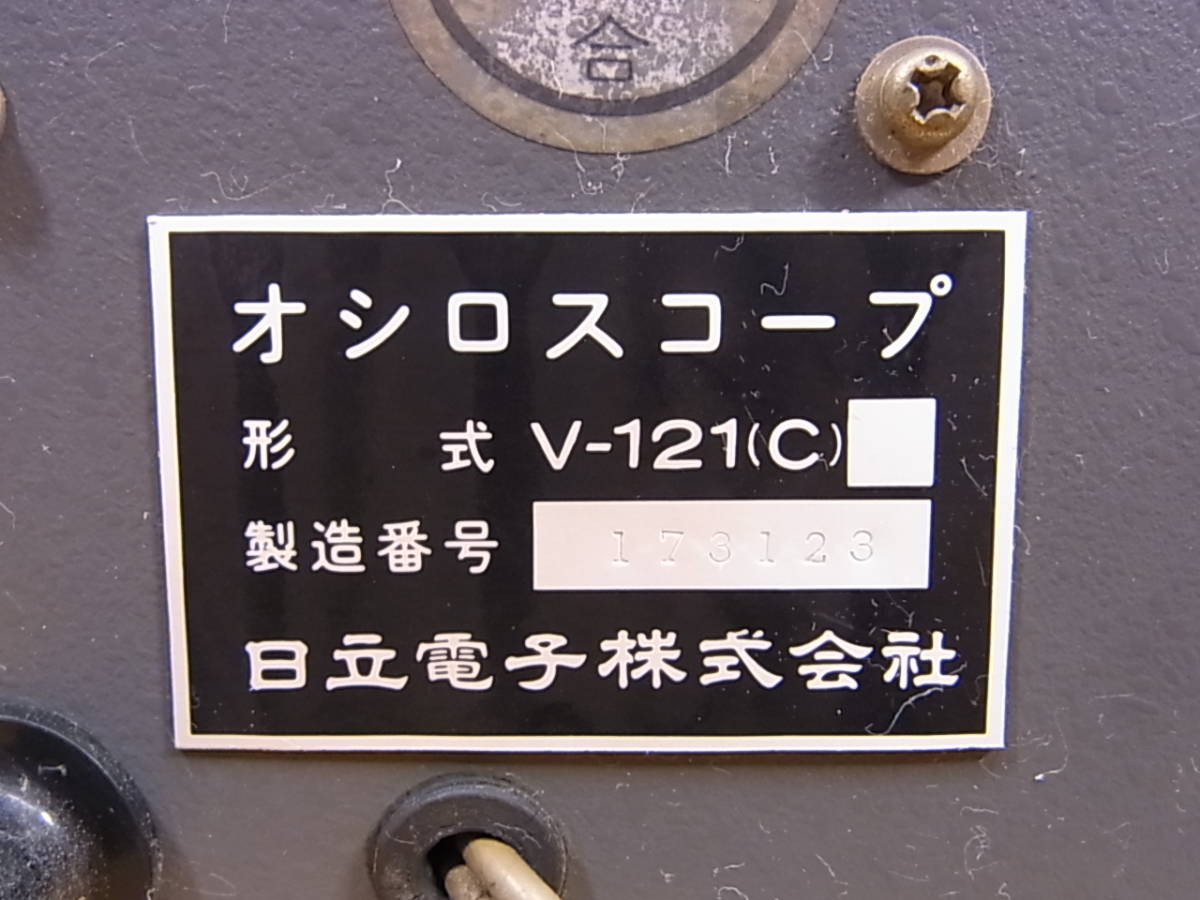 合
オシロスコープ
形 式 V-121(C)
製造番号 173123
日立電子株式会社